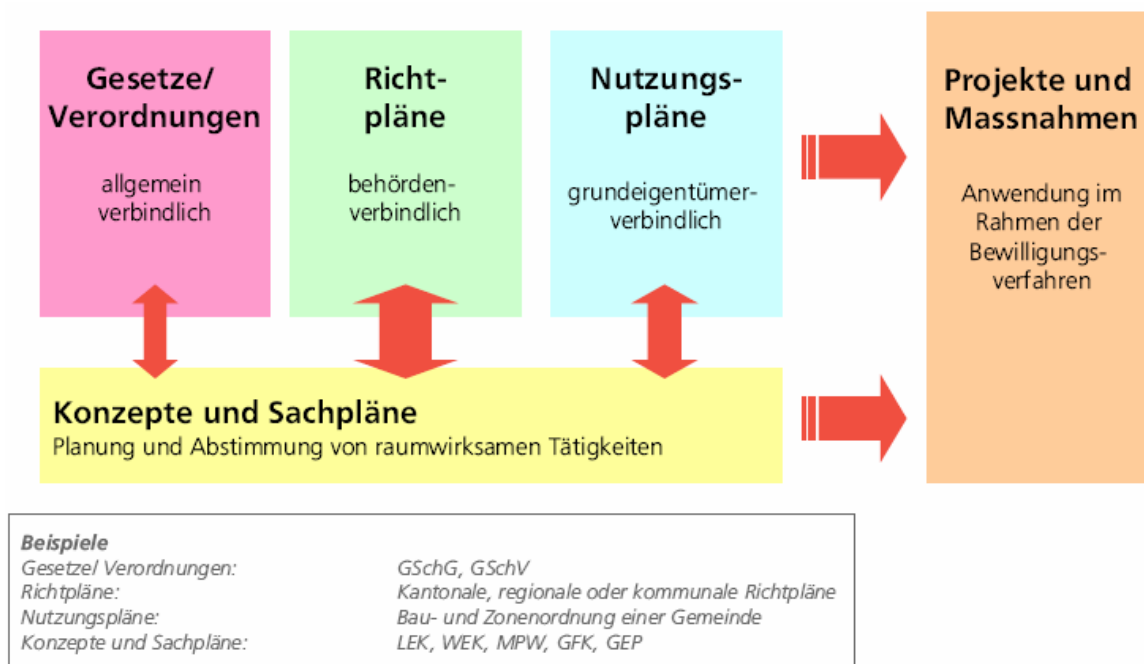 Gesetze/
Verordnungen
allgemein
verbindlich
Richt-
pläne
behörden-
verbindlich
Nutzungs-
pläne
grundeigentümer-
verbindlich
Projekte und
Massnahmen
Anwendung im
Rahmen der
Bewilligungs-
verfahren
Konzepte und Sachpläne
Planung und Abstimmung von raumwirksamen Tätigkeiten
Beispiele
Gesetze/ Verordnungen: GSchG, GSchV
Richtpläne: Kantonale, regionale oder kommunale Richtpläne
Nutzungspläne: Bau- und Zonenordnung einer Gemeinde
Konzepte und Sachpläne: LEK, WEK, MPW, GFK, GEP